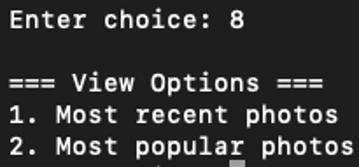 Enter choice: 8
=== View Options ===
1. Most recent photos
2. Most popular photos